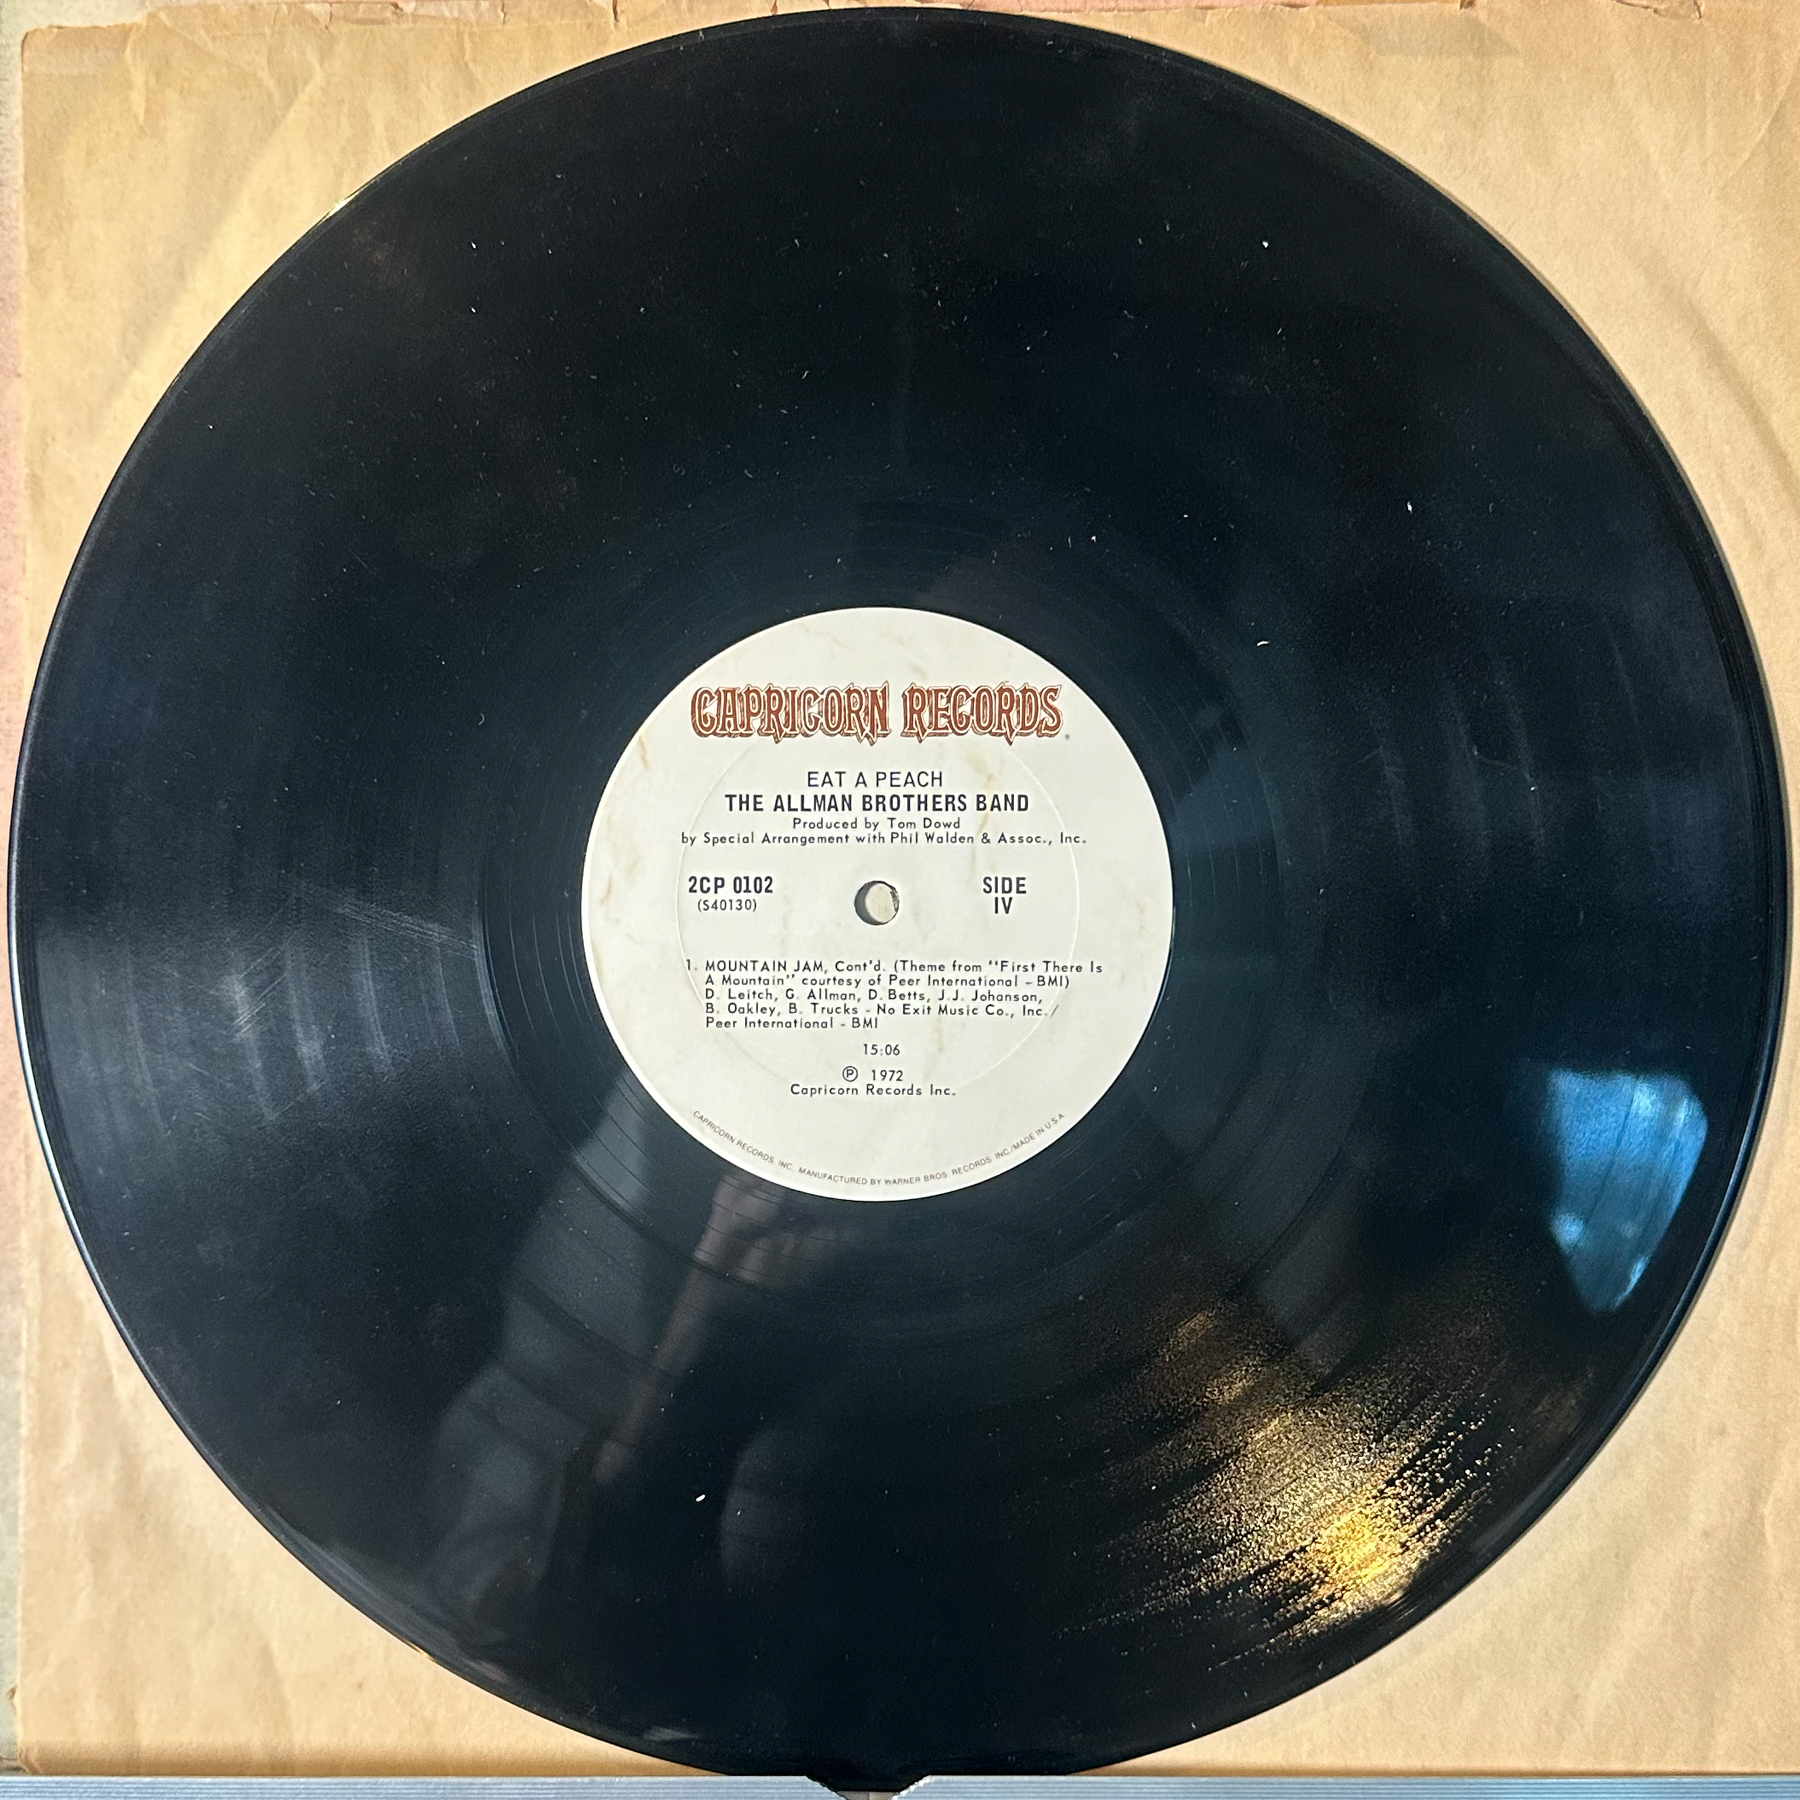 CAPRICORN RECORDS
EAT A PEACH
THE ALLMAN BROTHERS BAND
Produced by Tom Dowd
by Special Arrangement with Phil Walden & Assoc., Inc.
2CP 0102
(S40130)
SIDE
IV
1. MOUNTAIN JAM, Cont'd. (Theme from "First There Is
A Mountain" courtesy of Peer International - BMI)
D. Leitch, G. Allman, D. Betts, J.J. Johanson,
B. Oakley, B. Trucks - No Exit Music Co., Inc./
Peer International - BMI
15:06
℗ 1972
Capricorn Records Inc.
CAPRICORN RECORDS, INC. MANUFACTURED BY WARNER BROS. RECORDS INC./MADE IN U.S.A.